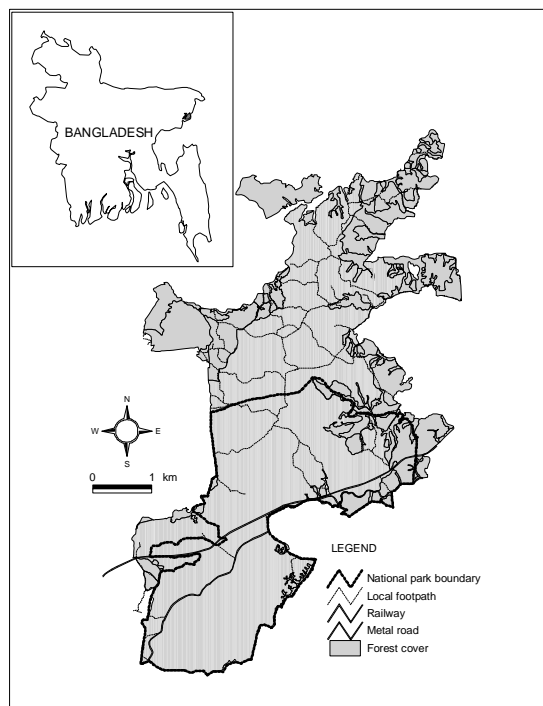 BANGLADESH
N
W E
S
0 1 km
LEGEND
National park boundary
Local footpath
Railway
Metal road
Forest cover